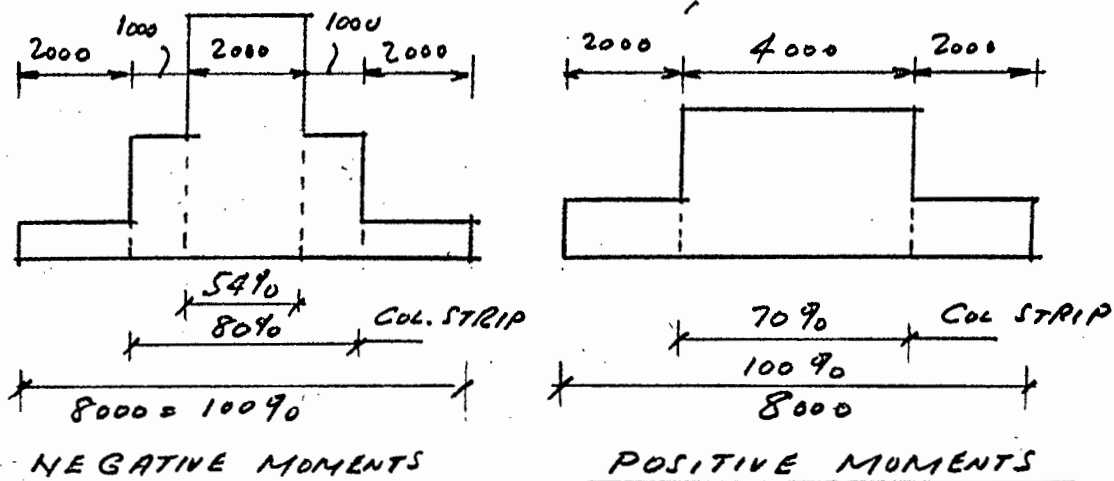 2000 1000 2000 1000 2000
54%
80% COL. STRIP
8000 = 100%
NEGATIVE MOMENTS
2000 4000 2000
70% COL STRIP
100%
8000
POSITIVE MOMENTS